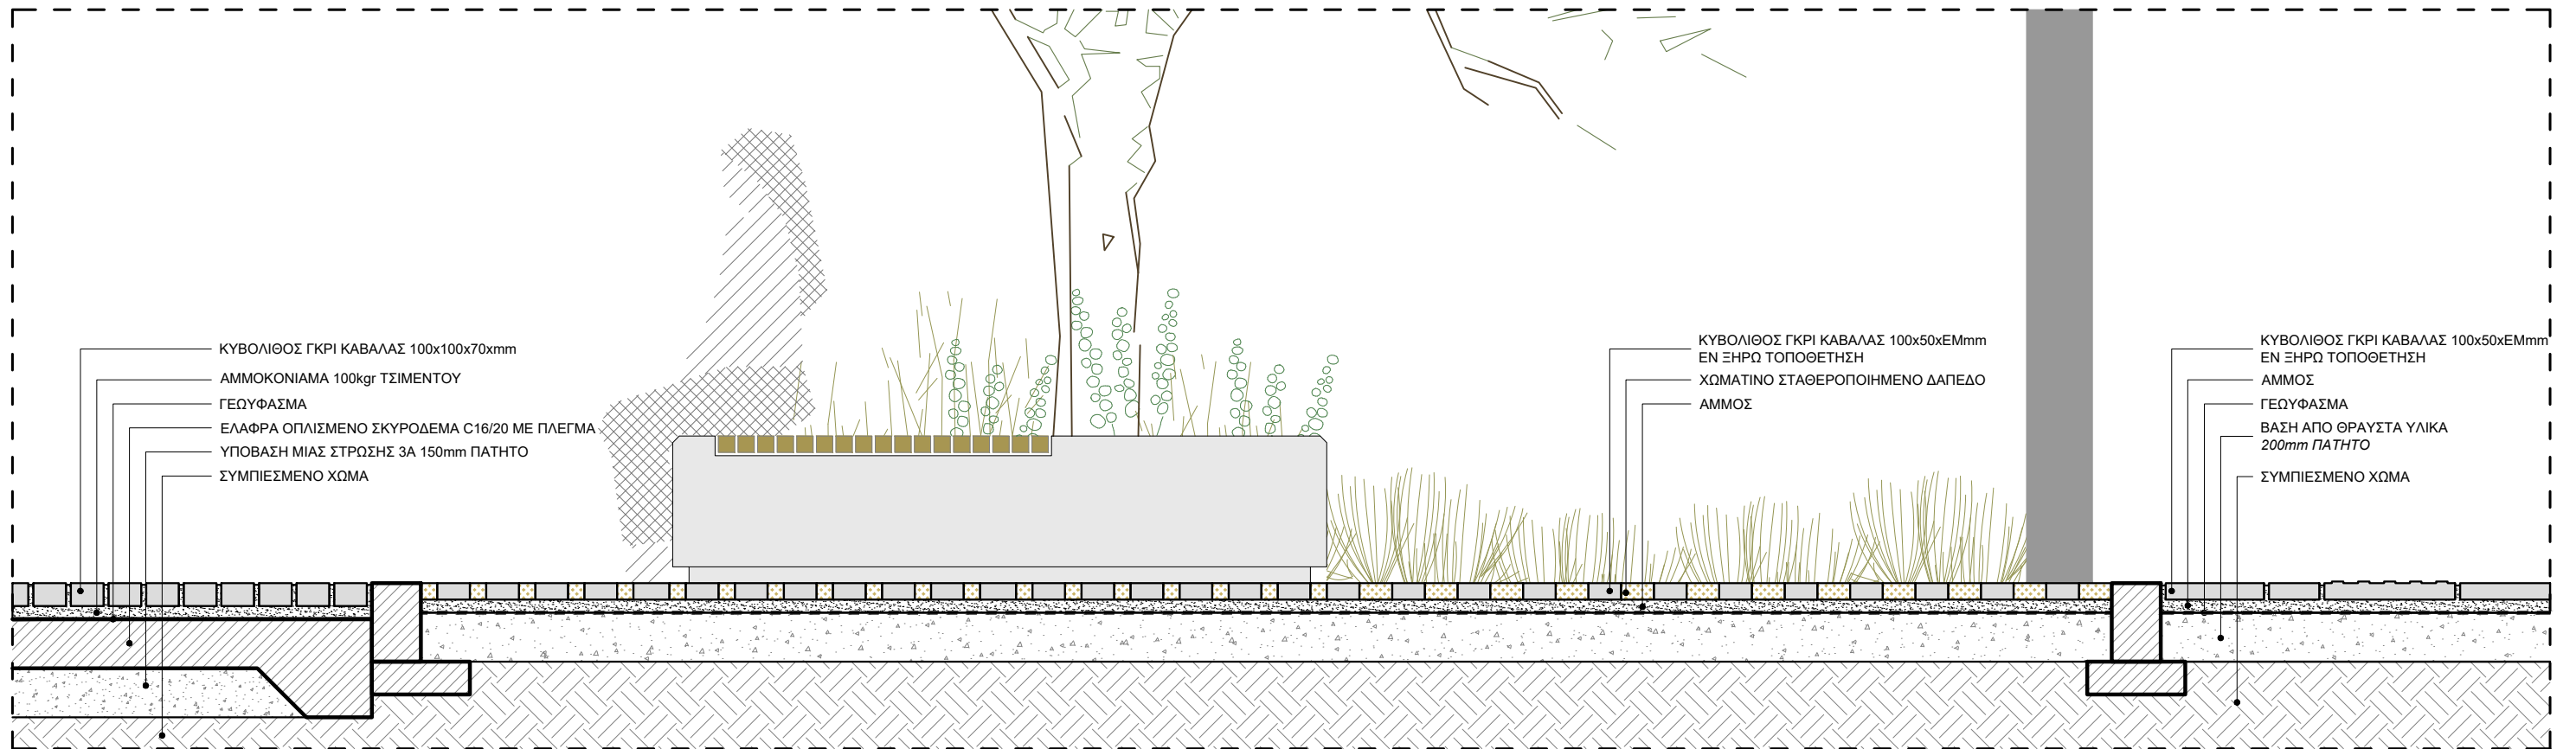 ΚΥΒΟΛΙΘΟΣ ΓΚΡΙ ΚΑΒΑΛΑΣ 100x100x70xmm
ΑΜΜΟΚΟΝΙΑΜΑ 100kgr ΤΣΙΜΕΝΤΟΥ
ΓΕΩΥΦΑΣΜΑ
ΕΛΑΦΡΑ ΟΠΛΙΣΜΕΝΟ ΣΚΥΡΟΔΕΜΑ C16/20 ΜΕ ΠΛΕΓΜΑ
ΥΠΟΒΑΣΗ ΜΙΑΣ ΣΤΡΩΣΗΣ 3Α 150mm ΠΑΤΗΤΟ
ΣΥΜΠΙΕΣΜΕΝΟ ΧΩΜΑ
ΚΥΒΟΛΙΘΟΣ ΓΚΡΙ ΚΑΒΑΛΑΣ 100x50xΕΜmm
ΕΝ ΞΗΡΩ ΤΟΠΟΘΕΤΗΣΗ
ΧΩΜΑΤΙΝΟ ΣΤΑΘΕΡΟΠΟΙΗΜΕΝΟ ΔΑΠΕΔΟ
ΑΜΜΟΣ
ΚΥΒΟΛΙΘΟΣ ΓΚΡΙ ΚΑΒΑΛΑΣ 100x50xΕΜmm
ΕΝ ΞΗΡΩ ΤΟΠΟΘΕΤΗΣΗ
ΑΜΜΟΣ
ΓΕΩΥΦΑΣΜΑ
ΒΑΣΗ ΑΠΟ ΘΡΑΥΣΤΑ ΥΛΙΚΑ
200mm ΠΑΤΗΤΟ
ΣΥΜΠΙΕΣΜΕΝΟ ΧΩΜΑ